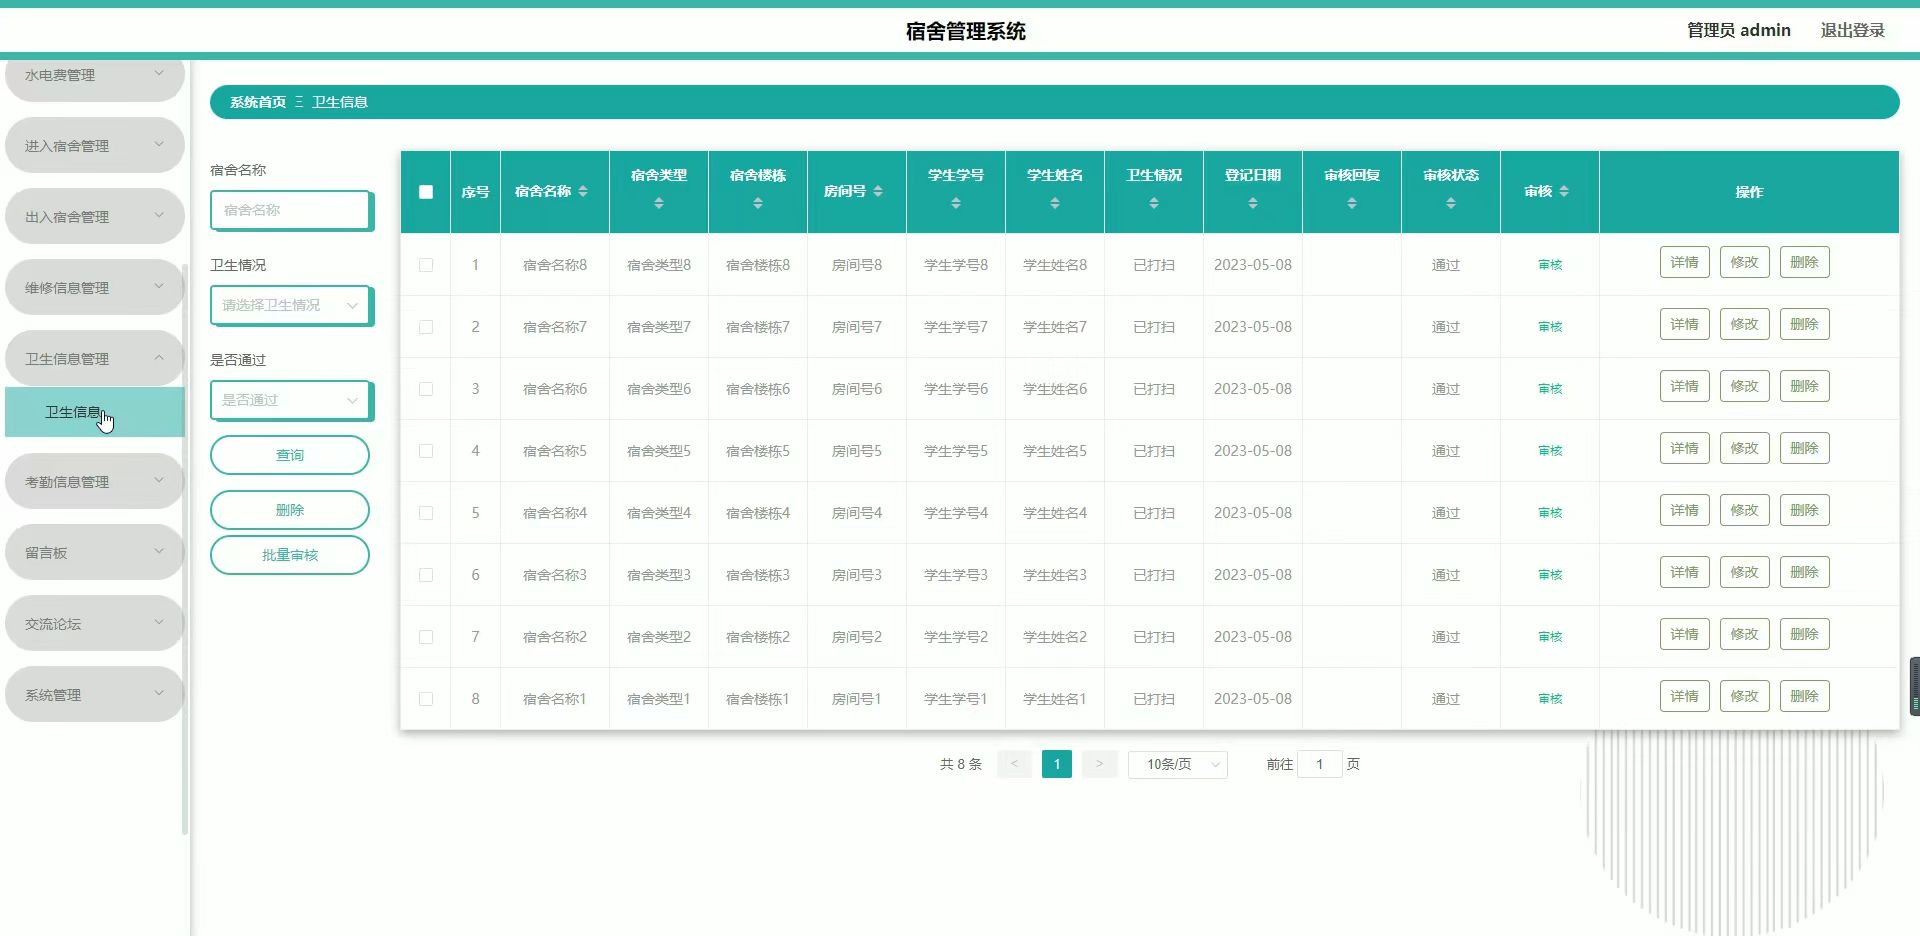 宿舍管理系统
管理员 admin 退出登录
水电费管理
进入宿舍管理
出入宿舍管理
维修信息管理
卫生信息管理
卫生信息
考勤信息管理
留言板
交流论坛
系统管理
系统首页 Ξ 卫生信息
宿舍名称
宿舍名称
卫生情况
请选择卫生情况
是否通过
是否通过
查询
删除
批量审核
序号 宿舍名称 宿舍类型 宿舍楼栋 房间号 学生学号 学生姓名 卫生情况 登记日期 审核回复 审核状态 审核 操作
1 宿舍名称8 宿舍类型8 宿舍楼栋8 房间号8 学生学号8 学生姓名8 已打扫 2023-05-08 通过 审核 详情 修改 删除
2 宿舍名称7 宿舍类型7 宿舍楼栋7 房间号7 学生学号7 学生姓名7 已打扫 2023-05-08 通过 审核 详情 修改 删除
3 宿舍名称6 宿舍类型6 宿舍楼栋6 房间号6 学生学号6 学生姓名6 已打扫 2023-05-08 通过 审核 详情 修改 删除
4 宿舍名称5 宿舍类型5 宿舍楼栋5 房间号5 学生学号5 学生姓名5 已打扫 2023-05-08 通过 审核 详情 修改 删除
5 宿舍名称4 宿舍类型4 宿舍楼栋4 房间号4 学生学号4 学生姓名4 已打扫 2023-05-08 通过 审核 详情 修改 删除
6 宿舍名称3 宿舍类型3 宿舍楼栋3 房间号3 学生学号3 学生姓名3 已打扫 2023-05-08 通过 审核 详情 修改 删除
7 宿舍名称2 宿舍类型2 宿舍楼栋2 房间号2 学生学号2 学生姓名2 已打扫 2023-05-08 通过 审核 详情 修改 删除
8 宿舍名称1 宿舍类型1 宿舍楼栋1 房间号1 学生学号1 学生姓名1 已打扫 2023-05-08 通过 审核 详情 修改 删除
共 8 条 < 1 > 10条/页 前往 1 页